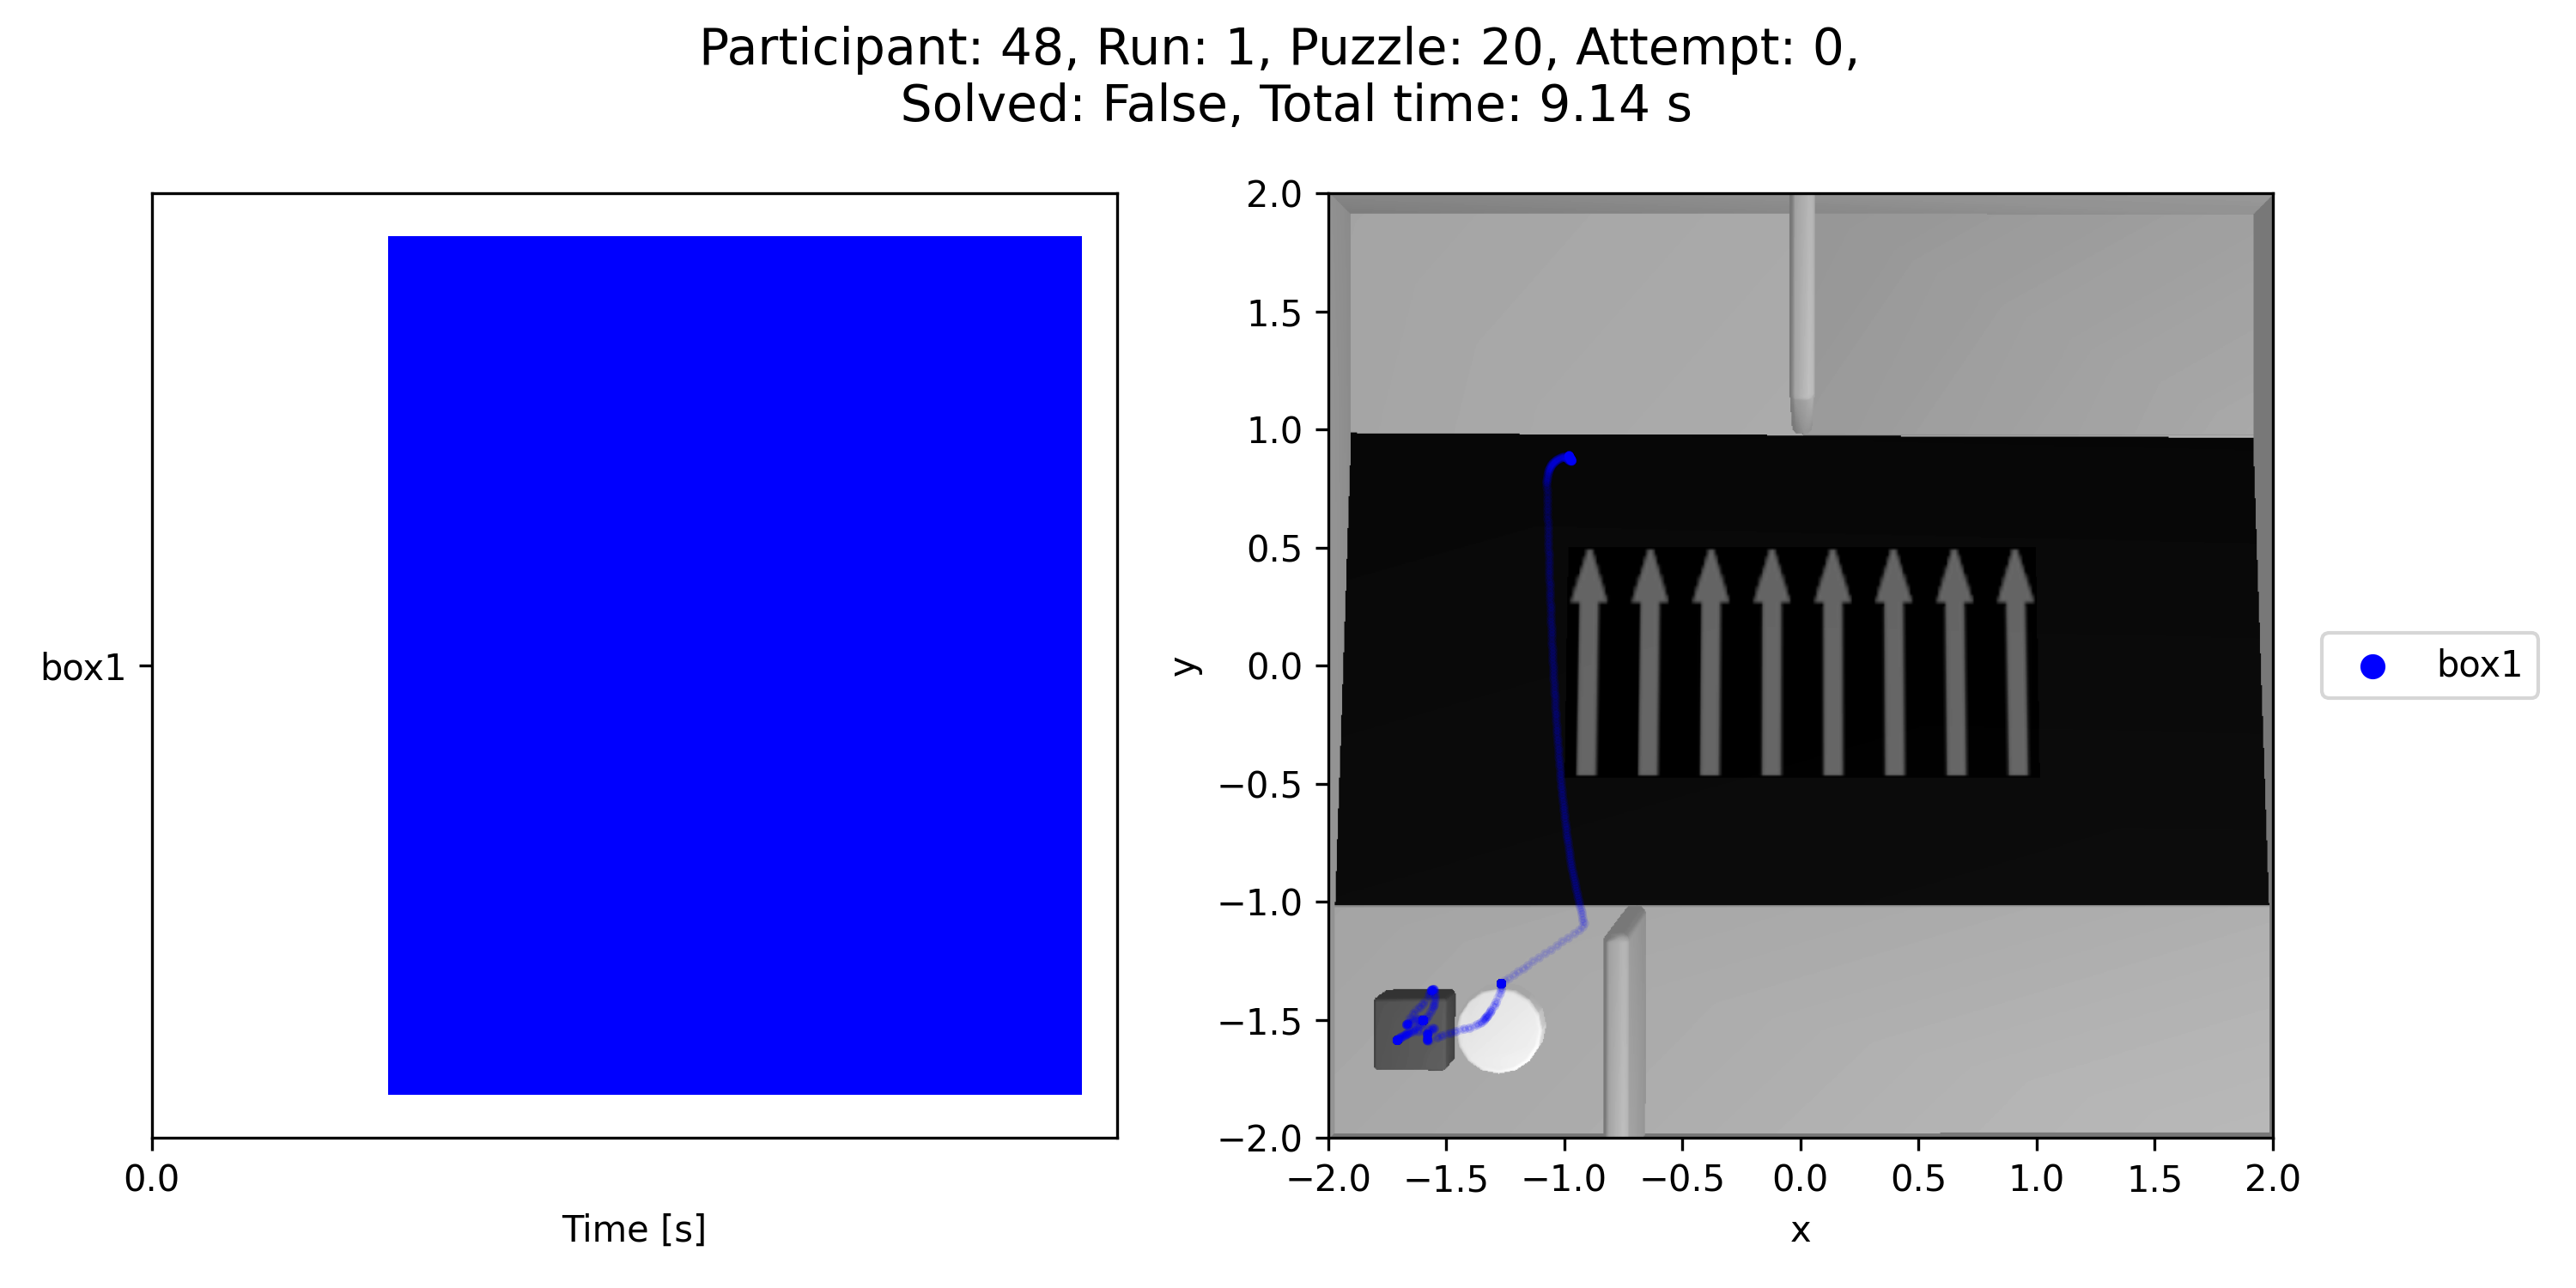 Participant: 48, Run: 1, Puzzle: 20, Attempt: 0,
Solved: False, Total time: 9.14 s
box1
0.0
Time [s]
2.0
1.5
1.0
0.5
0.0
−0.5
−1.0
−1.5
−2.0
y
−2.0 −1.5 −1.0 −0.5 0.0 0.5 1.0 1.5 2.0
x
box1